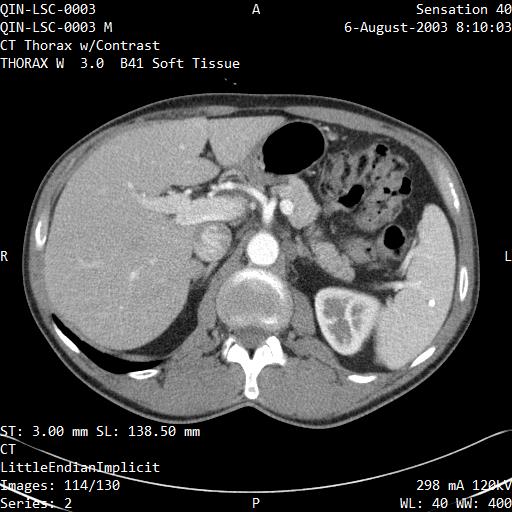 QIN-LSC-0003 A Sensation 40
QIN-LSC-0003 M 6-August-2003 8:10:03
CT Thorax w/Contrast
THORAX W 3.0 B41 Soft Tissue
R L
ST: 3.00 mm SL: 138.50 mm
CT
LittleEndianImplicit
Images: 114/130 298 mA 120kV
Series: 2 P WL: 40 WW: 400